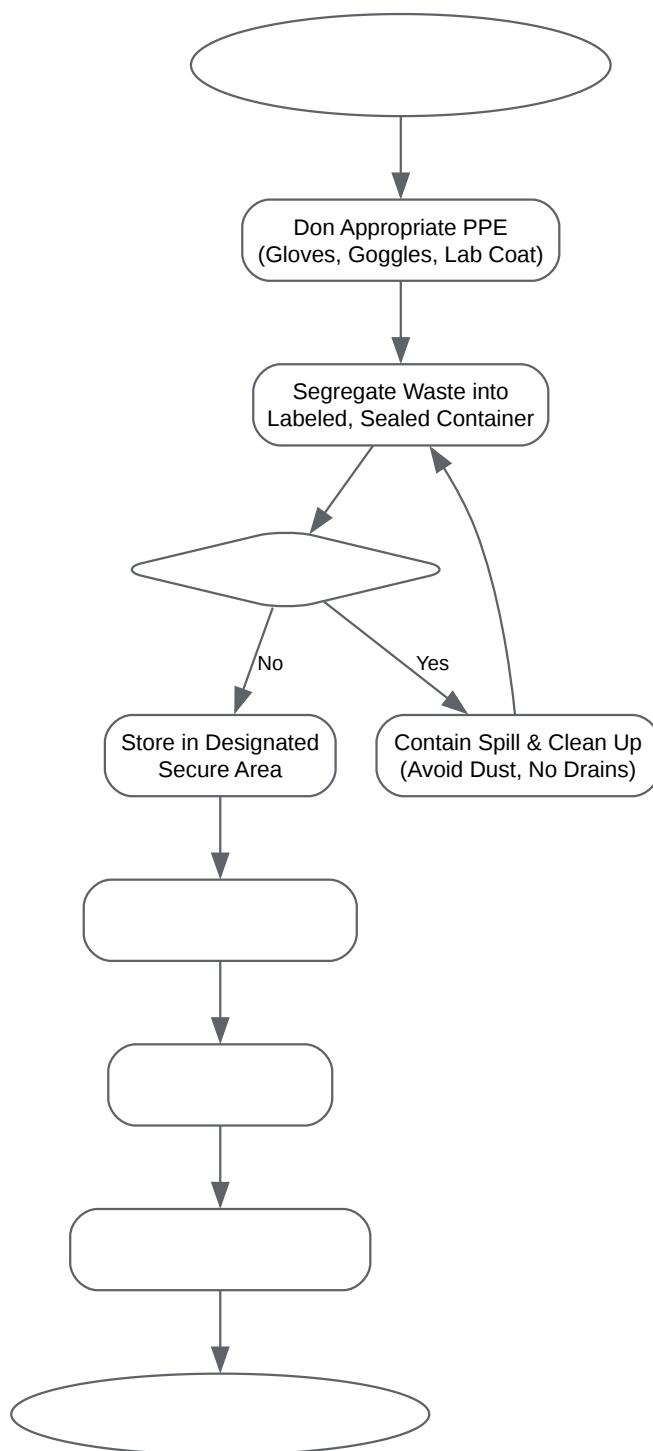 Don Appropriate PPE
(Gloves, Goggles, Lab Coat)
Segregate Waste into
Labeled, Sealed Container
No
Yes
Store in Designated
Secure Area
Contain Spill & Clean Up
(Avoid Dust, No Drains)